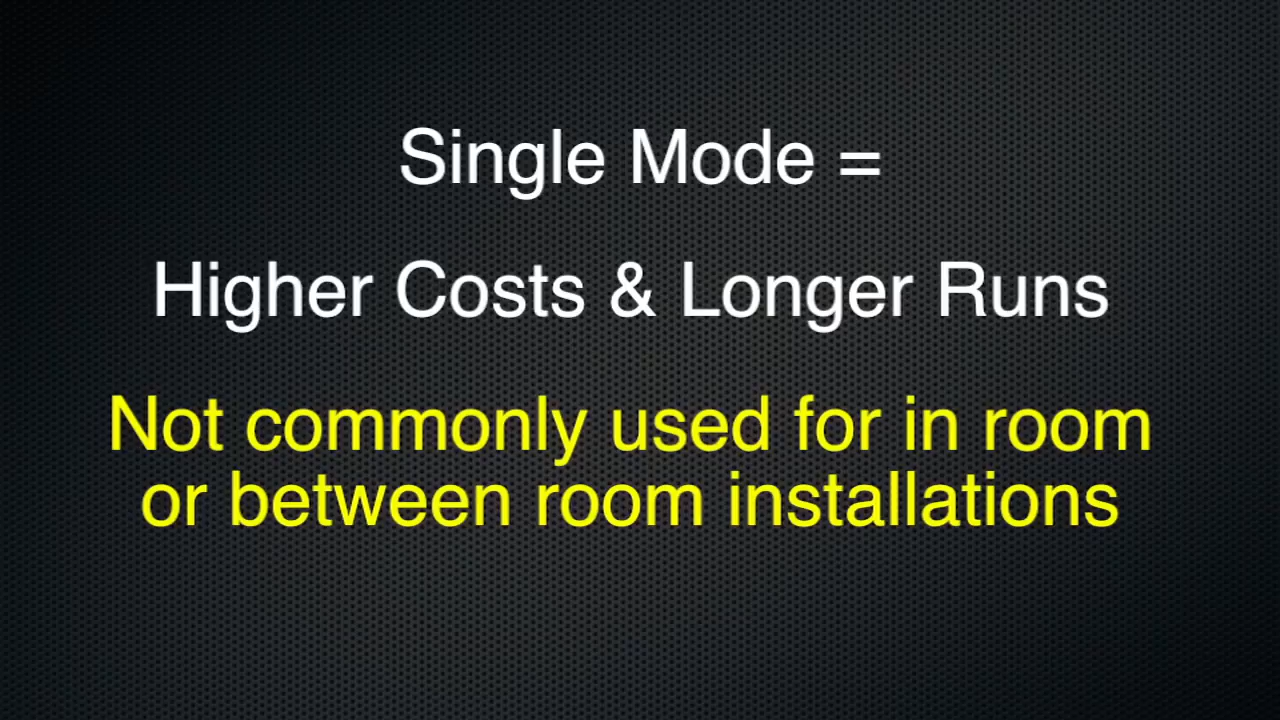 Single Mode =
Higher Costs & Longer Runs
Not commonly used for in room
or between room installations